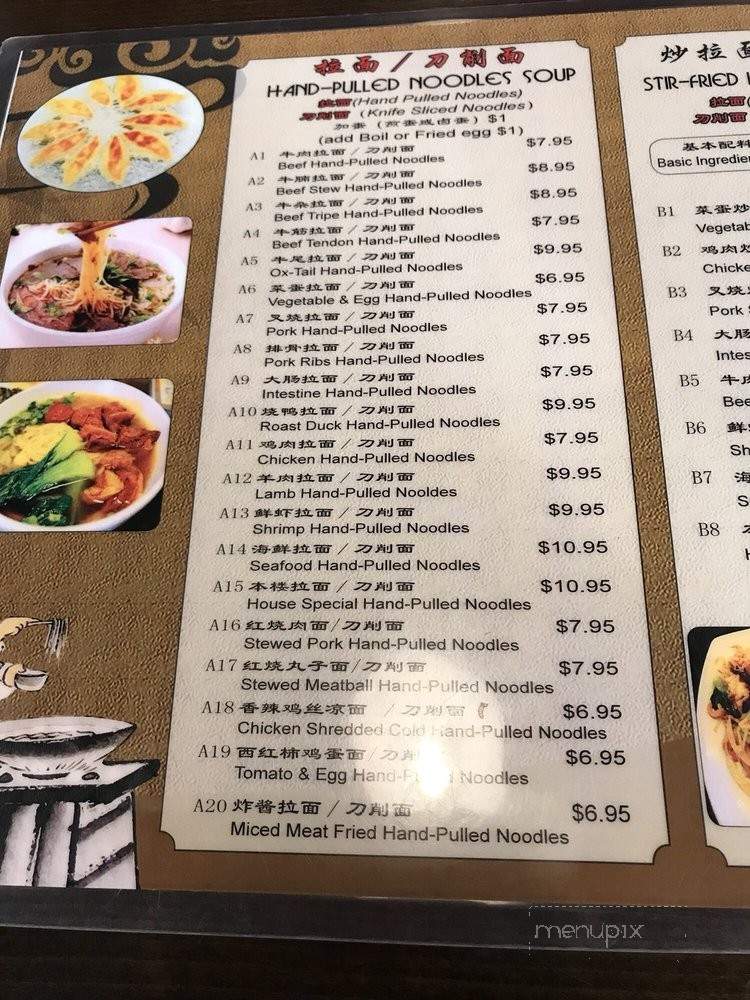 拉面 / 刀削面
HAND-PULLED NOODLES SOUP
拉面(Hand Pulled Noodles)
刀削面 (Knife Sliced Noodles)
加蛋 (煎蛋或卤蛋) $1
(add Boil or Fried egg $1)
A1 牛肉拉面 / 刀削面 $7.95
Beef Hand-Pulled Noodles
A2 牛腩拉面 / 刀削面 $8.95
Beef Stew Hand-Pulled Noodles
A3 牛杂拉面 / 刀削面 $8.95
Beef Tripe Hand-Pulled Noodles
A4 牛筋拉面 / 刀削面 $7.95
Beef Tendon Hand-Pulled Noodles
A5 牛尾拉面 / 刀削面 $9.95
Ox-Tail Hand-Pulled Noodles
A6 菜蛋拉面 / 刀削面 $6.95
Vegetable & Egg Hand-Pulled Noodles
A7 叉烧拉面 / 刀削面 $7.95
Pork Hand-Pulled Noodles
A8 排骨拉面 / 刀削面 $7.95
Pork Ribs Hand-Pulled Noodles
A9 大肠拉面 / 刀削面 $7.95
Intestine Hand-Pulled Noodles
A10 烧鸭拉面 / 刀削面 $9.95
Roast Duck Hand-Pulled Noodles
A11 鸡肉拉面 / 刀削面 $7.95
Chicken Hand-Pulled Noodles
A12 羊肉拉面 / 刀削面 $9.95
Lamb Hand-Pulled Nooldes
A13 鲜虾拉面 / 刀削面 $9.95
Shrimp Hand-Pulled Noodles
A14 海鲜拉面 / 刀削面 $10.95
Seafood Hand-Pulled Noodles
A15 本楼拉面 / 刀削面 $10.95
House Special Hand-Pulled Noodles
A16 红烧肉面/刀削面 $7.95
Stewed Pork Hand-Pulled Noodles
A17 红烧丸子面/刀削面 $7.95
Stewed Meatball Hand-Pulled Noodles
A18 香辣鸡丝凉面 / 刀削面 $6.95
Chicken Shredded Cold Hand-Pulled Noodles
A19 西红柿鸡蛋面/刀削 $6.95
Tomato & Egg Hand-Pulled Noodles
A20 炸酱拉面 / 刀削面 $6.95
Miced Meat Fried Hand-Pulled Noodles
炒拉面
STIR-FRIED
拉面
刀削面
基本配料
Basic Ingredien
B1 菜蛋炒
Vegetab
B2 鸡肉炒
Chicken
B3 叉烧
Pork S
B4 大肠
Intes
B5 牛肉
Bee
B6 鲜
Sh
B7 海
S
B8 本
H
menupix